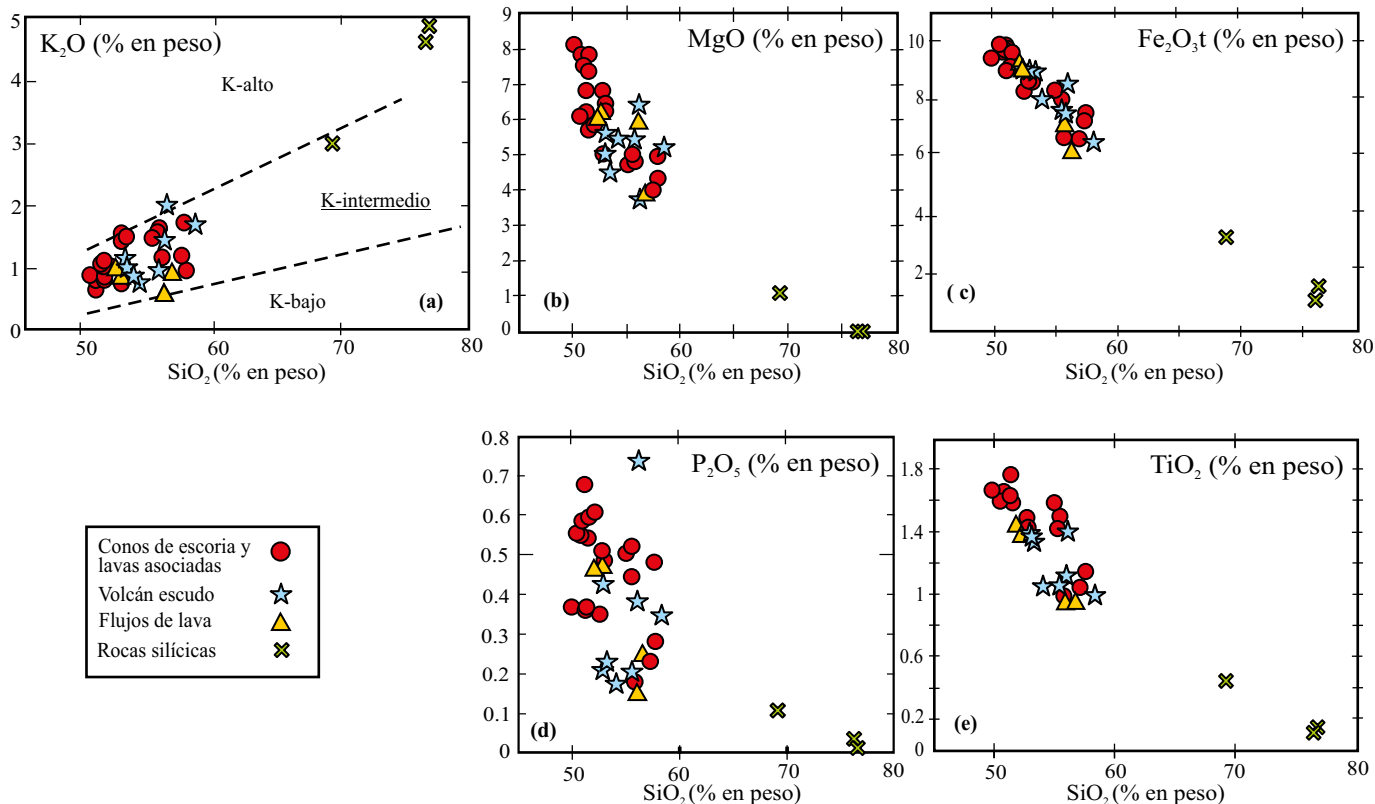 K₂O (% en peso)
5
4
3
2
1
0
K-alto
K-intermedio
K-bajo
(a)
50
60
70
80
SiO₂ (% en peso)
MgO (% en peso)
9
8
7
6
5
4
3
2
1
0
(b)
50
60
70
80
SiO₂ (% en peso)
Fe₂O₃t (% en peso)
10
8
6
4
2
( c)
50
60
70
80
SiO₂ (% en peso)
Conos de escoria y
lavas asociadas
Volcán escudo
Flujos de lava
Rocas silícicas
P₂O₅ (% en peso)
0.8
0.7
0.6
0.5
0.4
0.3
0.2
0.1
0
(d)
50
60
70
80
SiO₂ (% en peso)
TiO₂ (% en peso)
1.8
1.4
1
0.6
0.2
0
(e)
50
60
70
80
SiO₂ (% en peso)